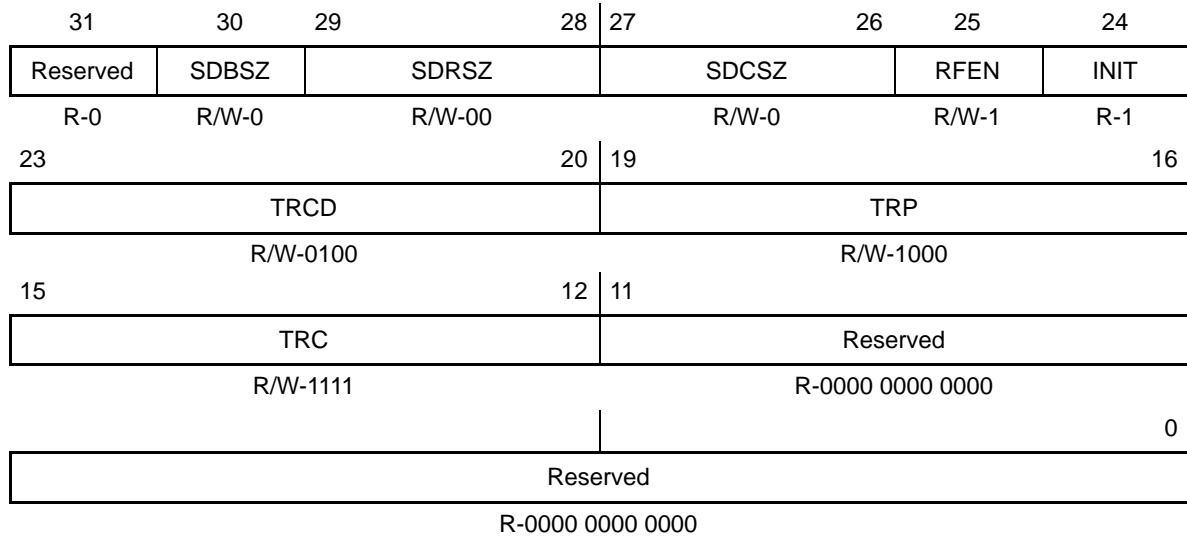 31 30 29 28 27 26 25 24
Reserved SDBSZ SDRSZ SDCSZ RFEN INIT
R-0 R/W-0 R/W-00 R/W-0 R/W-1 R-1
23 20 19 16
TRCD TRP
R/W-0100 R/W-1000
15 12 11
TRC Reserved
R/W-1111 R-0000 0000 0000
0
Reserved
R-0000 0000 0000